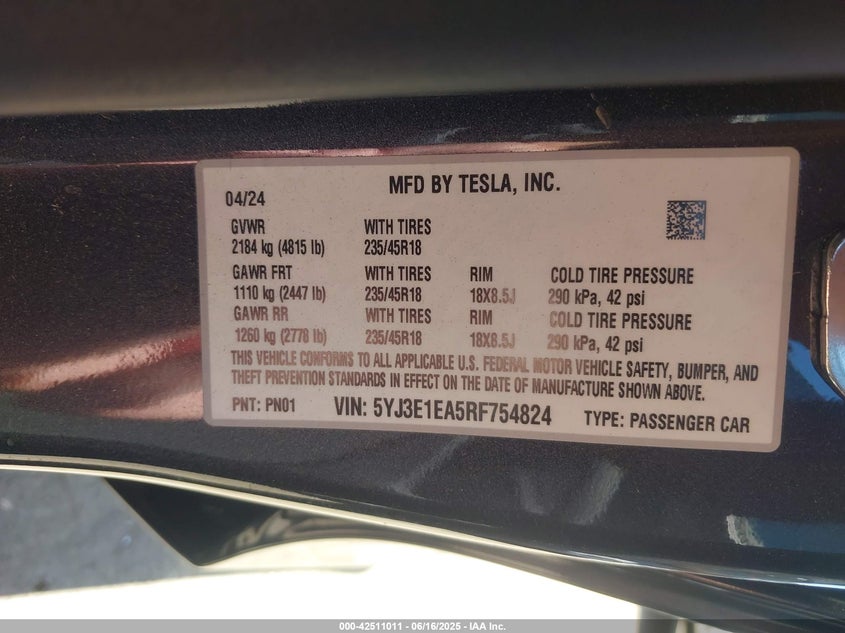 MFD BY TESLA, INC.
04/24
GVWR WITH TIRES
2184 kg (4815 lb) 235/45R18
GAWR FRT WITH TIRES RIM COLD TIRE PRESSURE
1110 kg (2447 lb) 235/45R18 18X8.5J 290 kPa, 42 psi
GAWR RR WITH TIRES RIM COLD TIRE PRESSURE
1260 kg (2778 lb) 235/45R18 18X8.5J 290 kPa, 42 psi
THIS VEHICLE CONFORMS TO ALL APPLICABLE U.S. FEDERAL MOTOR VEHICLE SAFETY, BUMPER, AND
THEFT PREVENTION STANDARDS IN EFFECT ON THE DATE OF MANUFACTURE SHOWN ABOVE.
PNT: PN01 VIN: 5YJ3E1EA5RF754824 TYPE: PASSENGER CAR
000-42511011 - 06/16/2025 - IAA Inc.